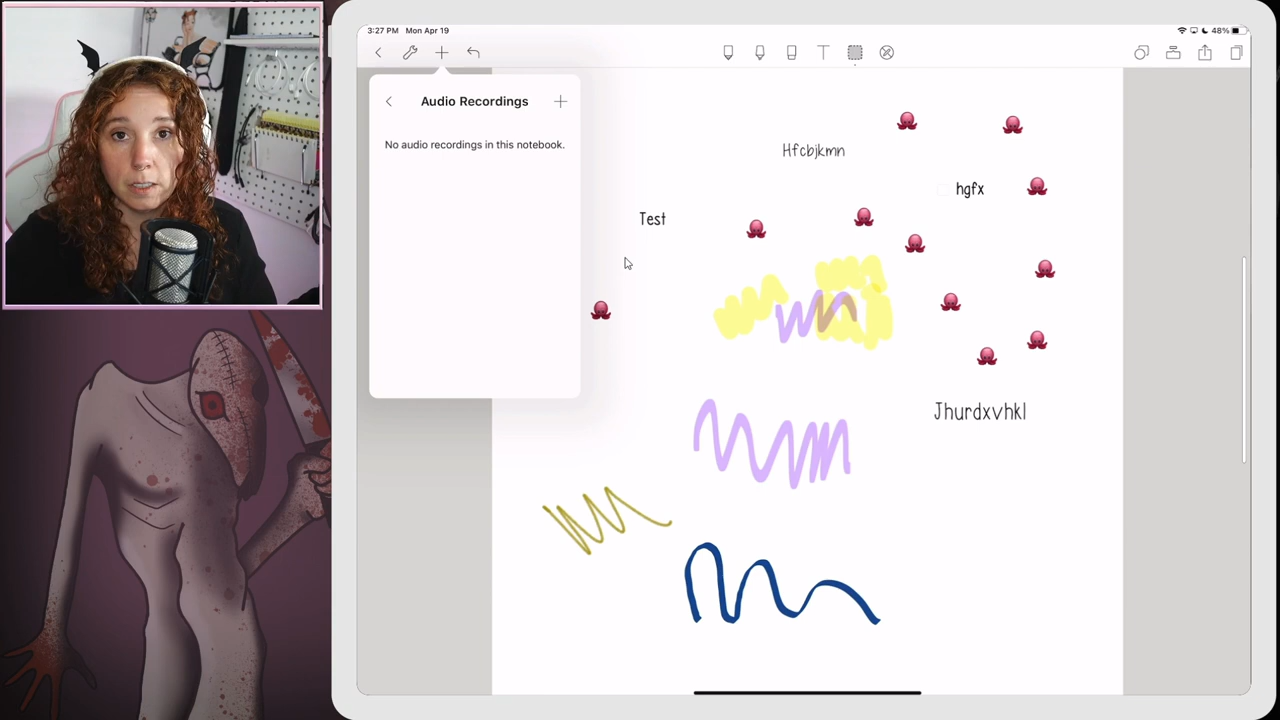 3:27 PM Mon Apr 19
48%
Audio Recordings
No audio recordings in this notebook.
Hfcbjkmn
hgfx
Test
Jhurdxvhkl